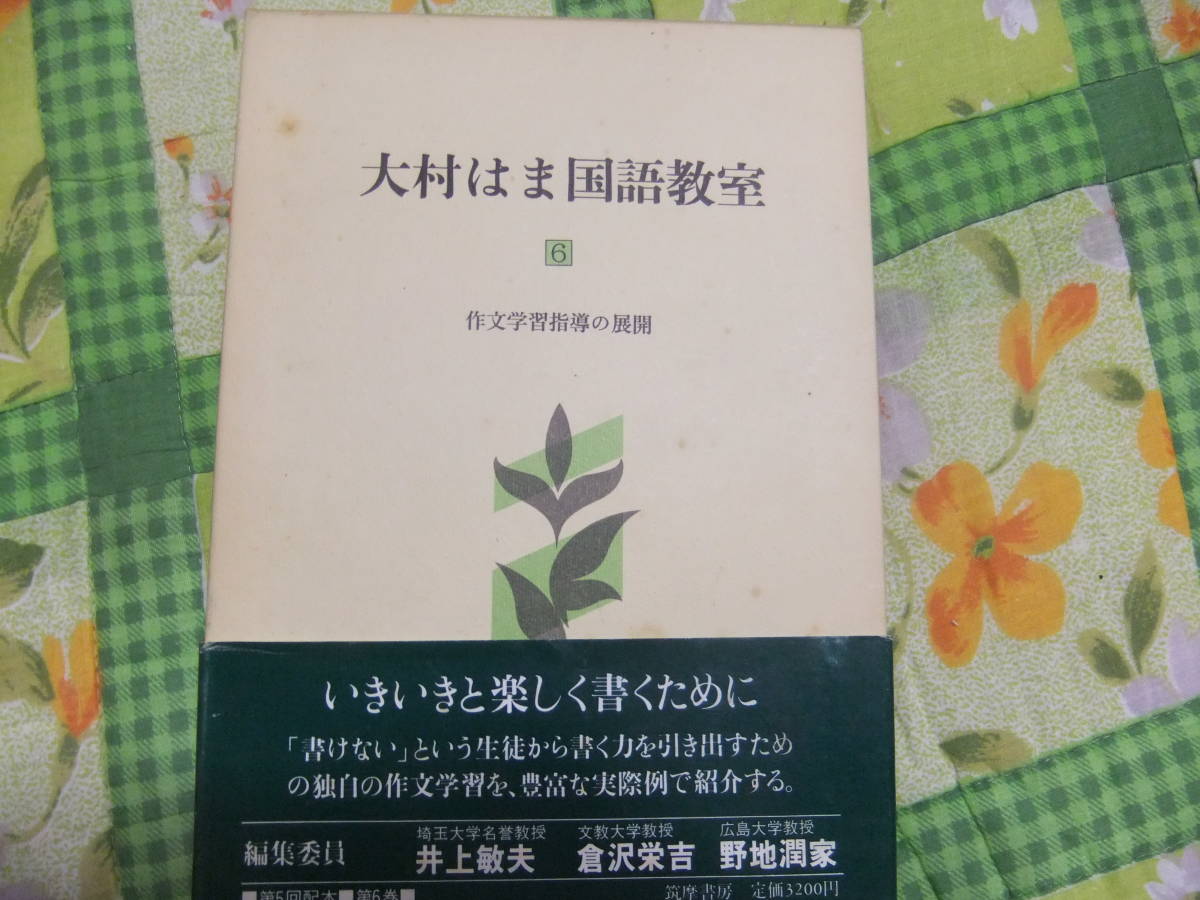 大村はま国語教室
6
作文学習指導の展開
いきいきと楽しく書くために
「書けない」という生徒から書く力を引き出すため
の独自の作文学習を、豊富な実際例で紹介する。
編集委員
埼玉大学名誉教授 文教大学教授 広島大学教授
井上敏夫 倉沢栄吉 野地潤家
■第5回配本■第6巻■ 筑摩書房 定価3200円